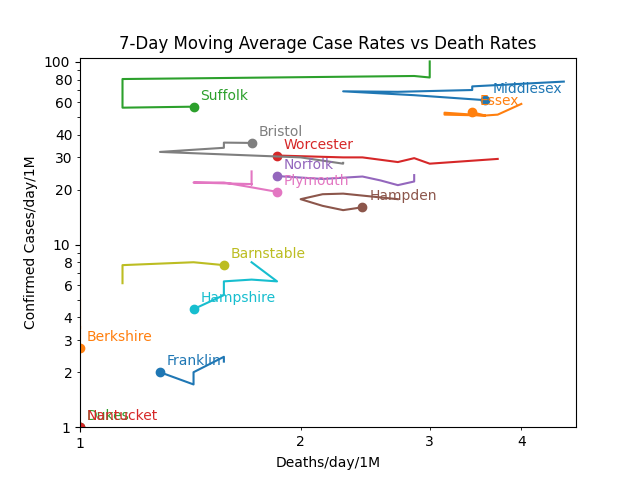 7-Day Moving Average Case Rates vs Death Rates
Confirmed Cases/day/1M
100
80
60
40
30
20
10
8
6
4
3
2
1
Middlesex
Essex
Suffolk
Bristol
Worcester
Norfolk
Plymouth
Hampden
Barnstable
Hampshire
Berkshire
Franklin
Nantucket
1
2
3
4
Deaths/day/1M